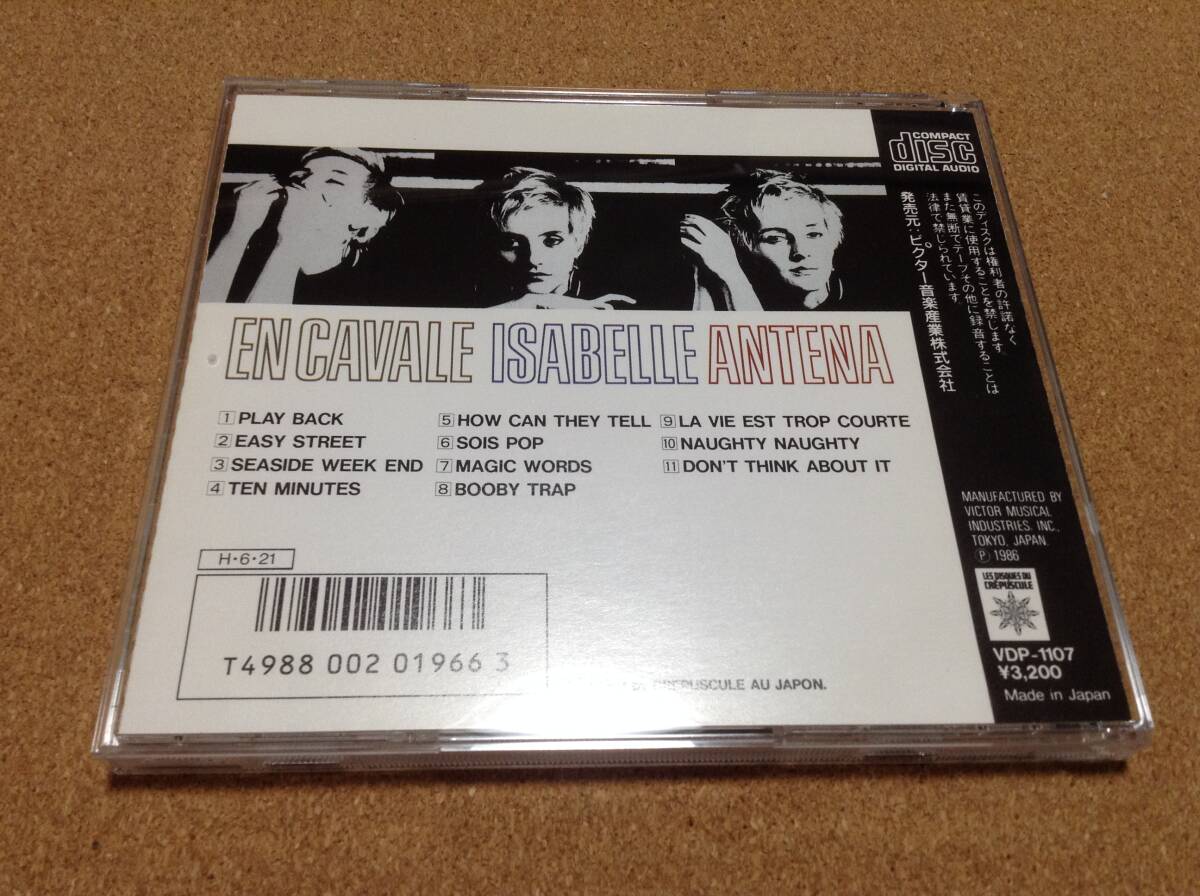 COMPACT
disc
DIGITAL AUDIO
このディスクは権利者の許諾なく
賃貸業に使用することを禁じます。
また無断でテープその他に録音することは
法律で禁じられています。
発売元:ビクター音楽産業株式会社
EN CAVALE ISABELLE ANTENA
1 PLAY BACK
2 EASY STREET
3 SEASIDE WEEK END
4 TEN MINUTES
5 HOW CAN THEY TELL
6 SOIS POP
7 MAGIC WORDS
8 BOOBY TRAP
9 LA VIE EST TROP COURTE
10 NAUGHTY NAUGHTY
11 DON'T THINK ABOUT IT
H・6・21
T4988 002 01966 3
CRÉPUSCULE AU JAPON.
MANUFACTURED BY
VICTOR MUSICAL
INDUSTRIES, INC.,
TOKYO, JAPAN.
Ⓟ 1986
LES DISQUES DU
CRÉPUSCULE
VDP-1107
¥3,200
Made in Japan